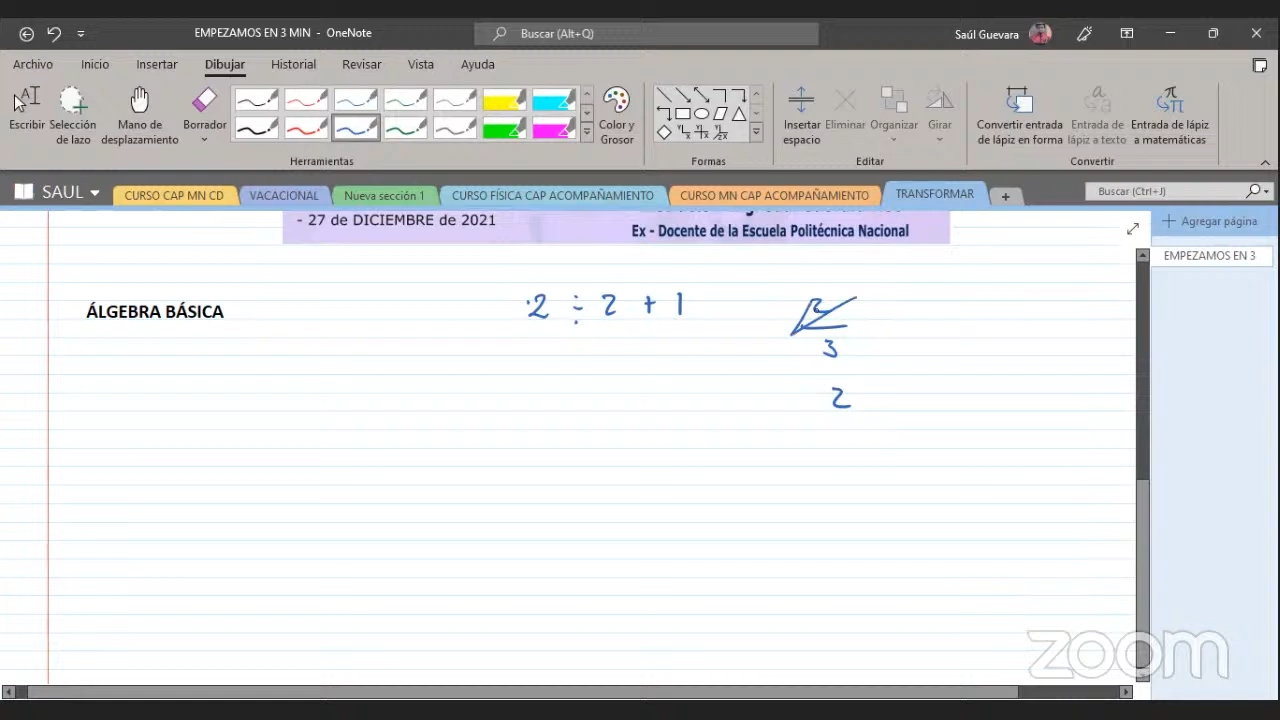 EMPEZAMOS EN 3 MIN - OneNote
Buscar (Alt+Q)
Saúl Guevara
Archivo Inicio Insertar Dibujar Historial Revisar Vista Ayuda
Escribir
Selección de lazo
Mano de desplazamiento
Borrador
Color y Grosor
Insertar espacio
Eliminar
Organizar
Girar
Convertir entrada de lápiz en forma
Entrada de lápiz a texto
Entrada de lápiz a matemáticas
Herramientas Formas Editar Convertir
SAUL CURSO CAP MN CD VACACIONAL Nueva sección 1 CURSO FÍSICA CAP ACOMPAÑAMIENTO CURSO MN CAP ACOMPAÑAMIENTO TRANSFORMAR + Buscar (Ctrl+J)
- 27 de DICIEMBRE de 2021
Ex - Docente de la Escuela Politécnica Nacional
Agregar página
EMPEZAMOS EN 3
ÁLGEBRA BÁSICA
2 ÷ 2 + 1
2
3
2
zoom